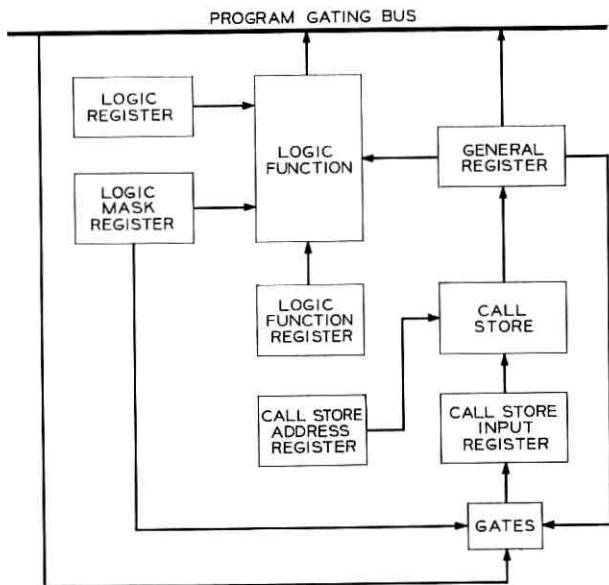 PROGRAM GATING BUS
LOGIC
REGISTER
LOGIC
FUNCTION
GENERAL
REGISTER
LOGIC
MASK
REGISTER
LOGIC
FUNCTION
REGISTER
CALL
STORE
CALL STORE
ADDRESS
REGISTER
CALL STORE
INPUT
REGISTER
GATES